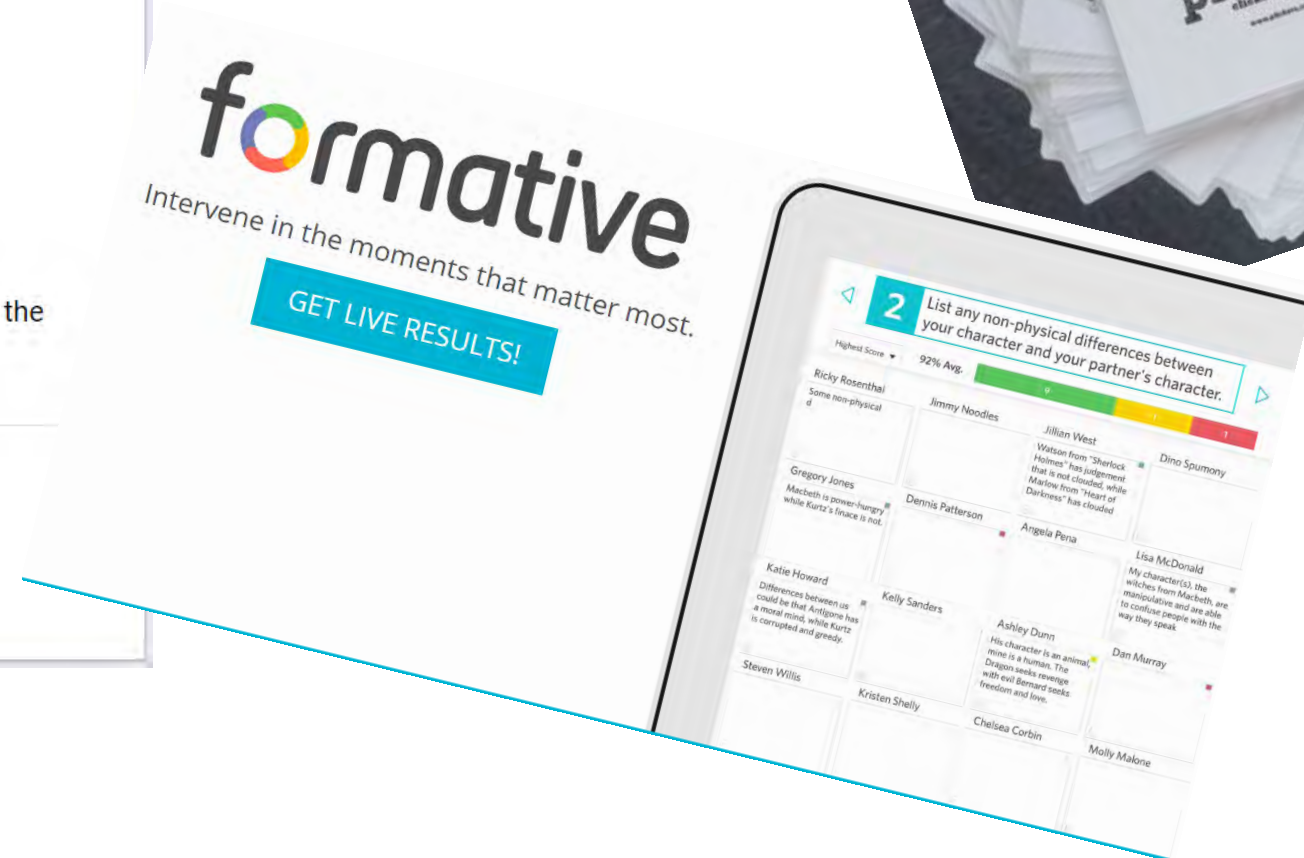 the
formative
Intervene in the moments that matter most.
GET LIVE RESULTS!
2
List any non-physical differences between
your character and your partner's character.
Highest Score
92% Avg.
Ricky Rosenthal
Some non-physical
d
Jimmy Noodles
Jillian West
Watson from "Sherlock
Holmes" has judgement
that is not clouded, while
Marlow from "Heart of
Darkness" has clouded
Dino Spumony
Gregory Jones
Macbeth is power-hungry
while Kurtz's finace is not.
Dennis Patterson
Angela Pena
Lisa McDonald
My character(s), the
witches from Macbeth, are
manipulative and are able
to confuse people with the
way they speak
Katie Howard
Differences between us
could be that Antigone has
a moral mind, while Kurtz
is corrupted and greedy.
Kelly Sanders
Ashley Dunn
His character is an animal,
mine is a human. The
Dragon seeks revenge
with evil Bernard seeks
freedom and love.
Dan Murray
Steven Willis
Kristen Shelly
Chelsea Corbin
Molly Malone